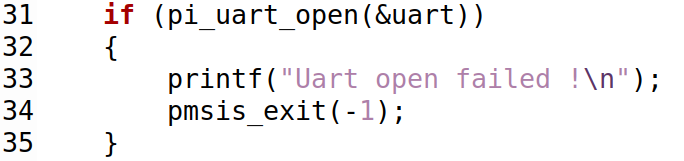 31    if (pi_uart_open(&uart))
32    {
33        printf("Uart open failed !\n");
34        pmsis_exit(-1);
35    }